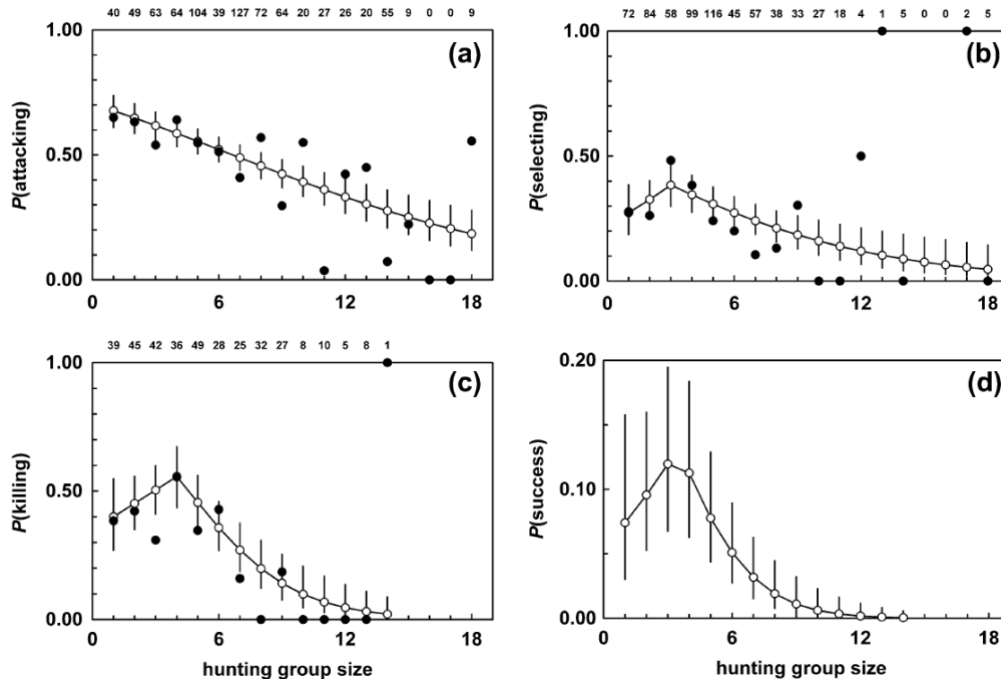 40 49 63 64 104 39 127 72 64 20 27 26 20 55 9 0 0 9
1.00
(a)
P(attacking)
0.50
0.00
0 6 12 18
72 84 58 99 116 45 57 38 33 27 18 4 1 5 0 0 2 5
1.00
(b)
P(selecting)
0.50
0.00
0 6 12 18
39 45 42 36 49 28 25 32 27 8 10 5 8 1
1.00
(c)
P(killing)
0.50
0.00
0 6 12 18
hunting group size
0.20
(d)
P(success)
0.10
0.00
0 6 12 18
hunting group size